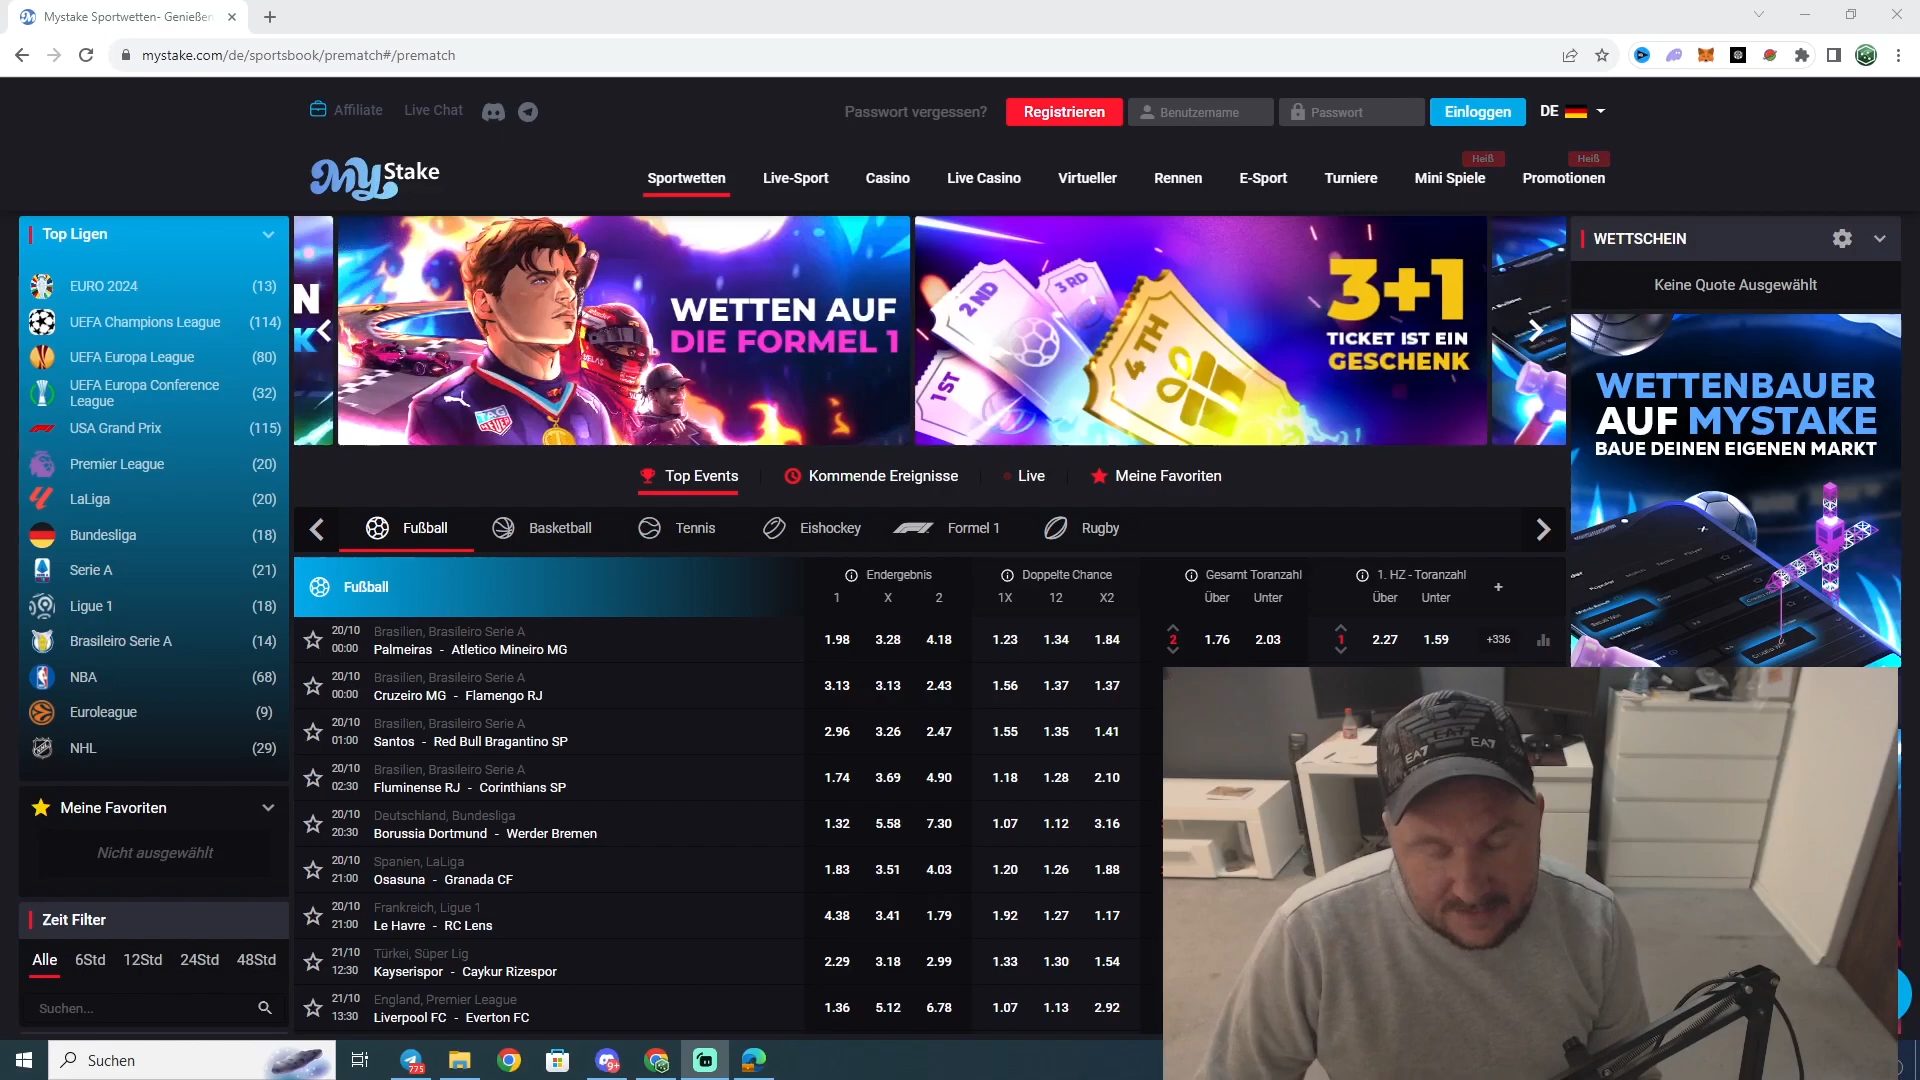 Mystake Sportwetten- Genießen
mystake.com/de/sportsbook/prematch#/prematch
Affiliate
Live Chat
Passwort vergessen?
Registrieren
Benutzername
Passwort
Einloggen
DE
My Stake
Heiß
Heiß
Sportwetten
Live-Sport
Casino
Live Casino
Virtueller
Rennen
E-Sport
Turniere
Mini Spiele
Promotionen
Top Ligen
EURO 2024 (13)
UEFA Champions League (114)
UEFA Europa League (80)
UEFA Europa Conference
League (32)
USA Grand Prix (115)
Premier League (20)
LaLiga (20)
Bundesliga (18)
Serie A (21)
Ligue 1 (18)
Brasileiro Serie A (14)
NBA (68)
Euroleague (9)
NHL (29)
Meine Favoriten
Nicht ausgewählt
Zeit Filter
Alle 6Std 12Std 24Std 48Std
Suchen...
N
K
WETTEN AUF
DIE FORMEL 1
TAG
HEUER
1ST
2ND
3RD
4TH
3+1
TICKET IST EIN
GESCHENK
Top Events
Kommende Ereignisse
Live
Meine Favoriten
Fußball
Basketball
Tennis
Eishockey
Formel 1
Rugby
Fußball
Endergebnis
Doppelte Chance
Gesamt Toranzahl
1. HZ - Toranzahl
1 X 2 1X 12 X2 Über Unter Über Unter +
20/10 Brasilien, Brasileiro Serie A
00:00 Palmeiras - Atletico Mineiro MG
1.98 3.28 4.18 1.23 1.34 1.84 2 1.76 2.03 1 2.27 1.59 +336
20/10 Brasilien, Brasileiro Serie A
00:00 Cruzeiro MG - Flamengo RJ
3.13 3.13 2.43 1.56 1.37 1.37
20/10 Brasilien, Brasileiro Serie A
01:00 Santos - Red Bull Bragantino SP
2.96 3.26 2.47 1.55 1.35 1.41
20/10 Brasilien, Brasileiro Serie A
02:30 Fluminense RJ - Corinthians SP
1.74 3.69 4.90 1.18 1.28 2.10
20/10 Deutschland, Bundesliga
20:30 Borussia Dortmund - Werder Bremen
1.32 5.58 7.30 1.07 1.12 3.16
20/10 Spanien, LaLiga
21:00 Osasuna - Granada CF
1.83 3.51 4.03 1.20 1.26 1.88
20/10 Frankreich, Ligue 1
21:00 Le Havre - RC Lens
4.38 3.41 1.79 1.92 1.27 1.17
21/10 Türkei, Süper Lig
12:30 Kayserispor - Caykur Rizespor
2.29 3.18 2.99 1.33 1.30 1.54
21/10 England, Premier League
13:30 Liverpool FC - Everton FC
1.36 5.12 6.78 1.07 1.13 2.92
WETTSCHEIN
Keine Quote Ausgewählt
WETTENBAUER
AUF MYSTAKE
BAUE DEINEN EIGENEN MARKT
EA7
EA7
EA7
Suchen
775
9+